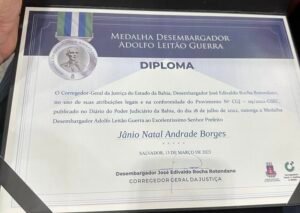 MEDALHA DESEMBARGADOR
ADOLFO LEITÃO GUERRA
DIPLOMA
O Corregedor-Geral da Justiça do Estado da Bahia, Desembargador José Edivaldo Rocha Rotondano,
no uso de suas atribuições legais e na conformidade do Provimento Nº CGJ
publicado no Diário do Poder Judiciário da Bahia, do dia 18 de julho de 2022, outorga a Medalha
Desembargador Adolfo Leitão Guerra ao Excelentíssimo Senhor Prefeito
Jânio Natal Andrade Borges
SALVADOR, 13 DE MARÇO DE 2023
Desembargador José Edivaldo Rocha Rotondano
CORREGEDOR GERAL DA JUSTIÇA